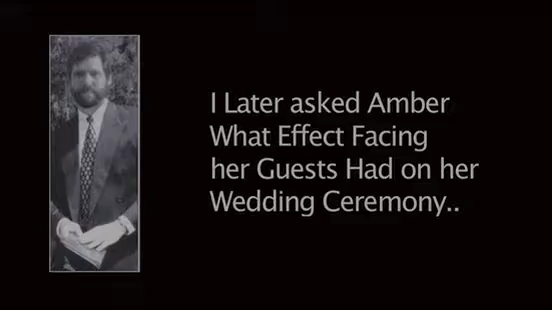 I Later asked Amber
What Effect Facing
her Guests Had on her
Wedding Ceremony..